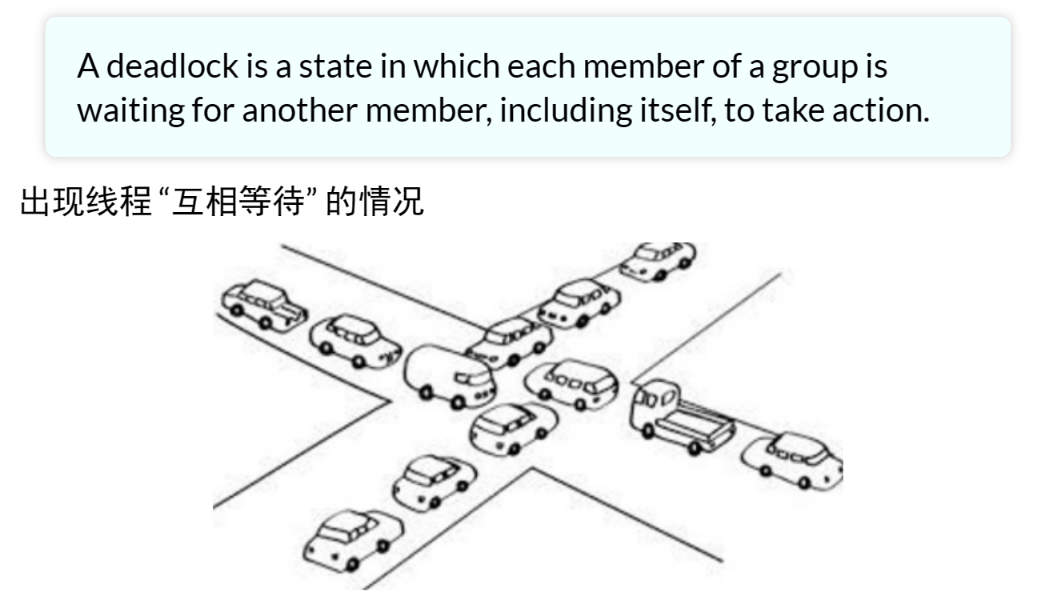 A deadlock is a state in which each member of a group is
waiting for another member, including itself, to take action.
出现线程 “互相等待” 的情况